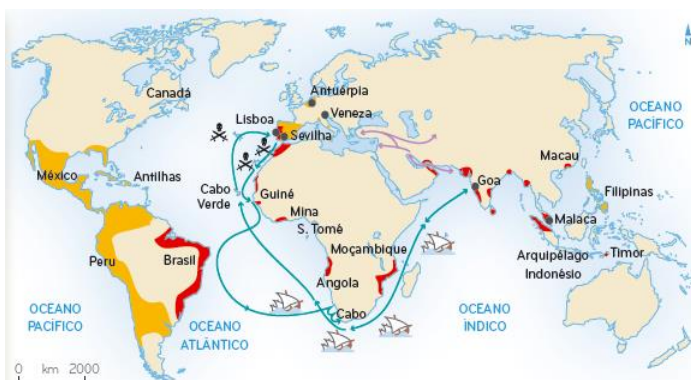 N
Canadá
Antuérpia
Veneza
Lisboa
Sevilha
OCEANO
PACÍFICO
México
Antilhas
Cabo
Verde
Guiné
Mina
S. Tomé
Goa
Macau
Filipinas
Malaca
Peru
Brasil
Moçambique
Angola
Arquipélago
Indonésio
Timor
Cabo
OCEANO
PACÍFICO
OCEANO
ATLÂNTICO
OCEANO
ÍNDICO
0 km 2000